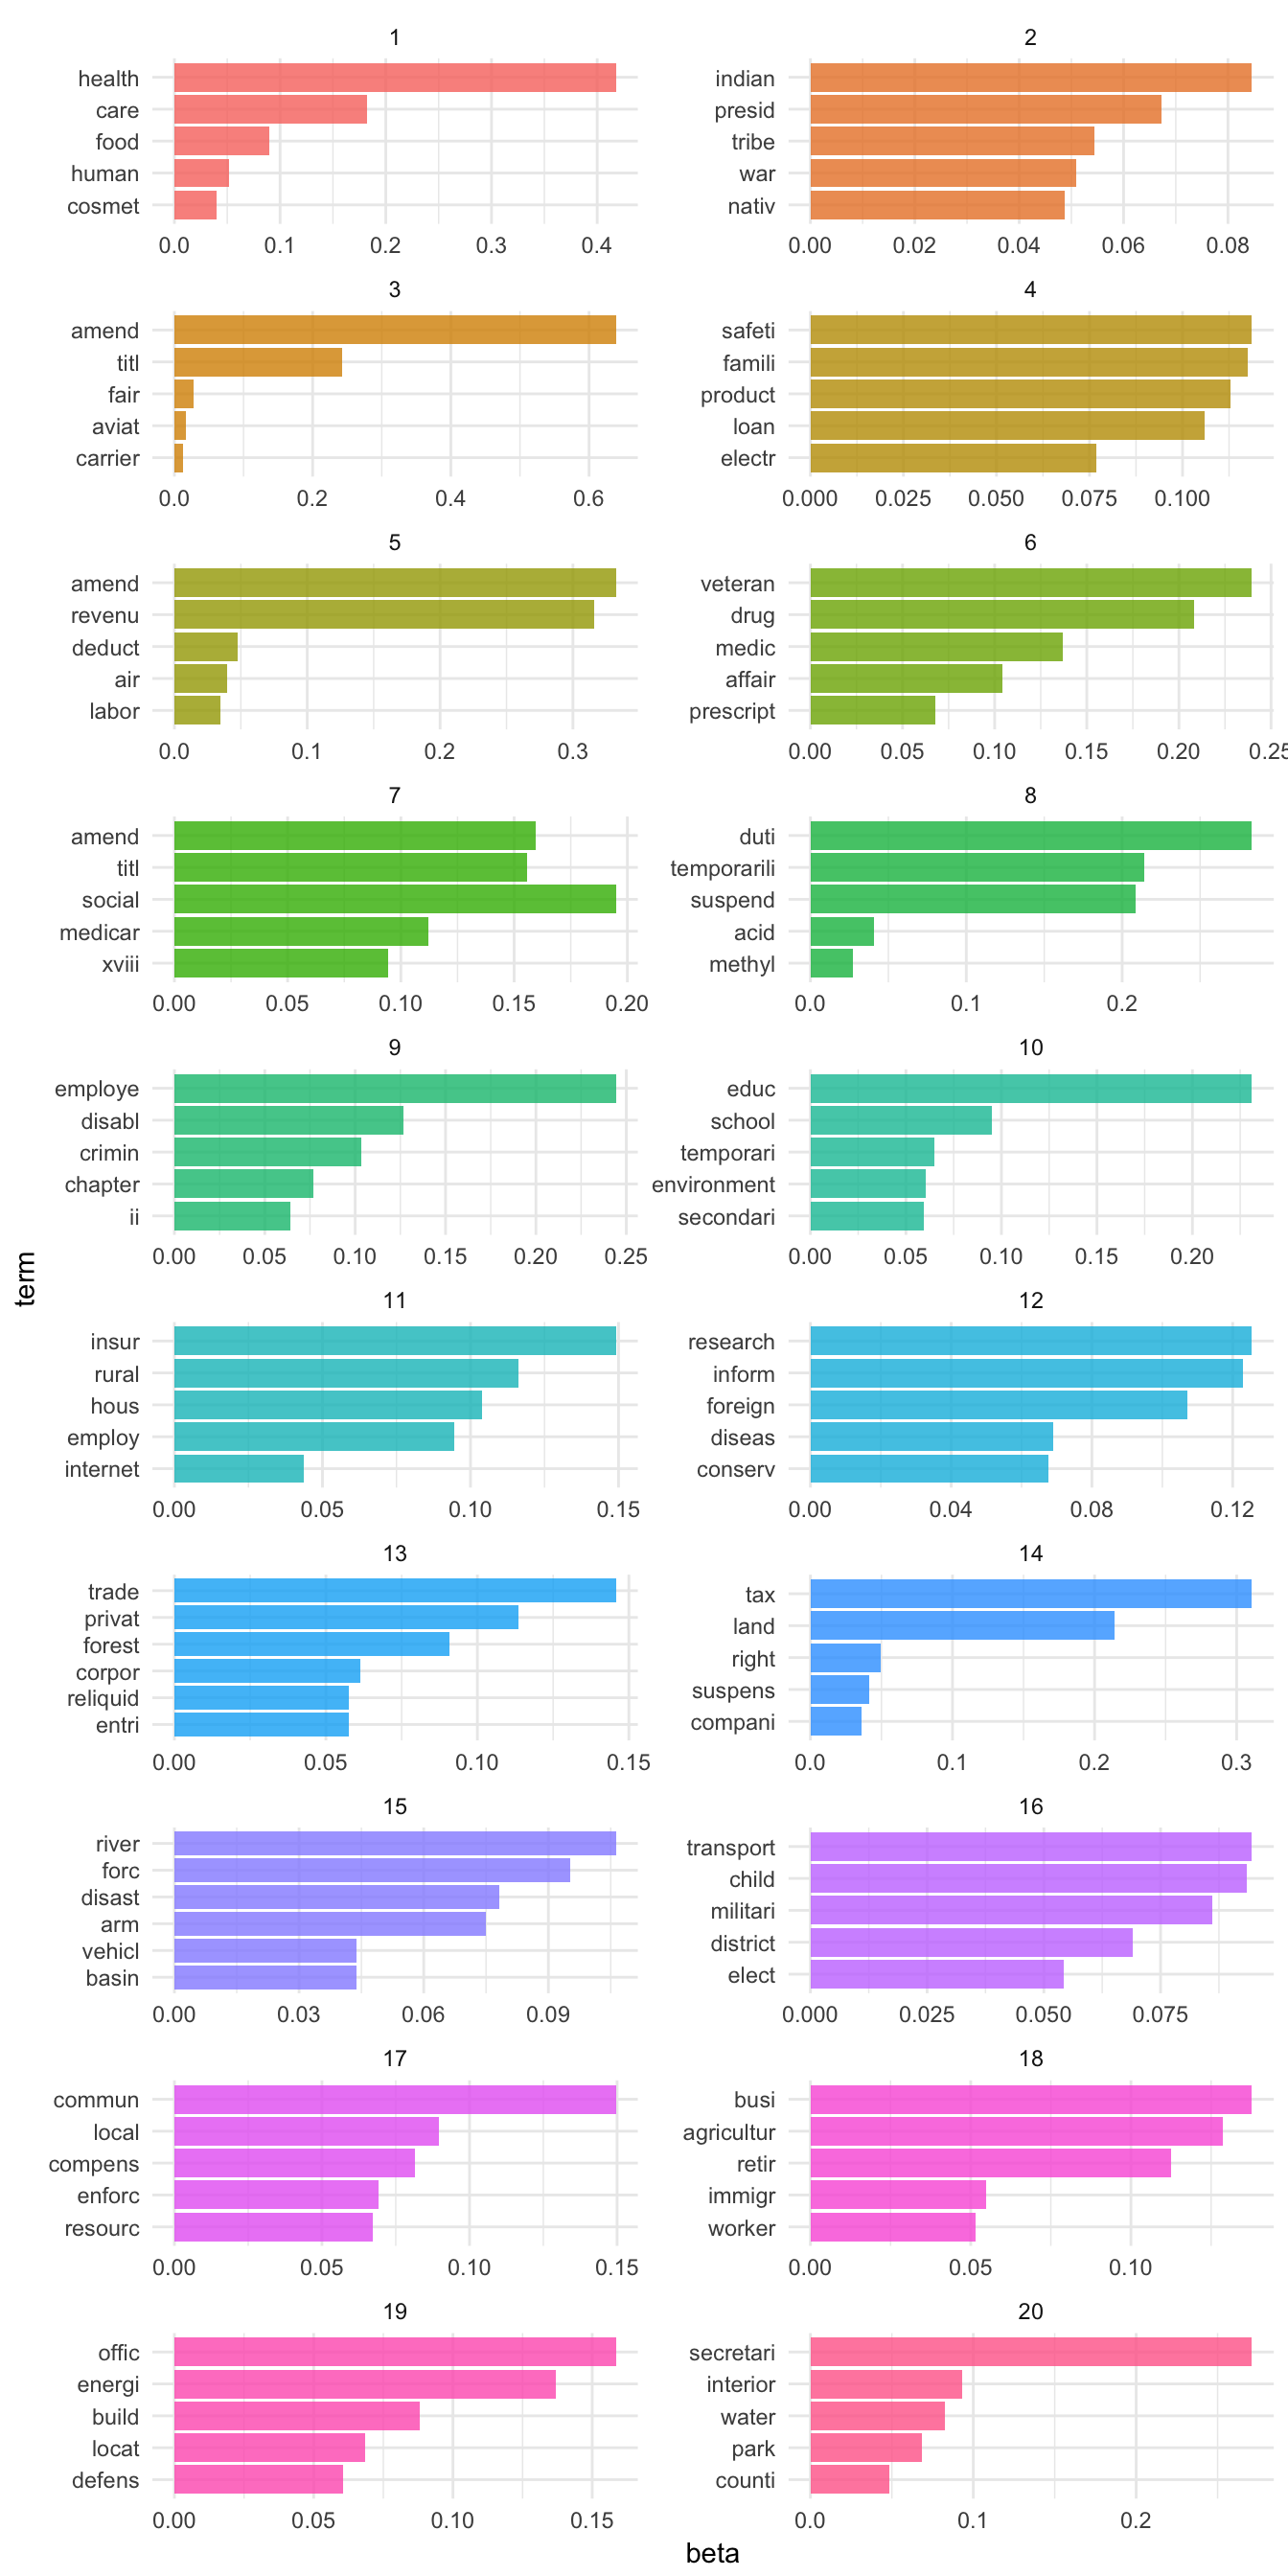 1
health
care
food
human
cosmet
0.0 0.1 0.2 0.3 0.4
2
indian
presid
tribe
war
nativ
0.00 0.02 0.04 0.06 0.08
3
amend
titl
fair
aviat
carrier
0.0 0.2 0.4 0.6
4
safeti
famili
product
loan
electr
0.000 0.025 0.050 0.075 0.100
5
amend
revenu
deduct
air
labor
0.0 0.1 0.2 0.3
6
veteran
drug
medic
affair
prescript
0.00 0.05 0.10 0.15 0.20 0.25
7
amend
titl
social
medicar
xviii
0.00 0.05 0.10 0.15 0.20
8
duti
temporarili
suspend
acid
methyl
0.0 0.1 0.2
9
employe
disabl
crimin
chapter
ii
0.00 0.05 0.10 0.15 0.20 0.25
10
educ
school
temporari
environment
secondari
0.00 0.05 0.10 0.15 0.20
term
11
insur
rural
hous
employ
internet
0.00 0.05 0.10 0.15
12
research
inform
foreign
diseas
conserv
0.00 0.04 0.08 0.12
13
trade
privat
forest
corpor
reliquid
entri
0.00 0.05 0.10 0.15
14
tax
land
right
suspens
compani
0.0 0.1 0.2 0.3
15
river
forc
disast
arm
vehicl
basin
0.00 0.03 0.06 0.09
16
transport
child
militari
district
elect
0.000 0.025 0.050 0.075
17
commun
local
compens
enforc
resourc
0.00 0.05 0.10 0.15
18
busi
agricultur
retir
immigr
worker
0.00 0.05 0.10
19
offic
energi
build
locat
defens
0.00 0.05 0.10 0.15
20
secretari
interior
water
park
counti
0.0 0.1 0.2
beta